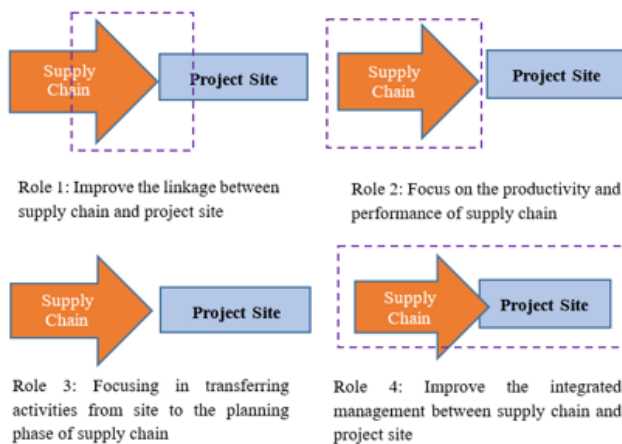 Supply
Chain
Project Site
Role 1: Improve the linkage between
supply chain and project site
Supply
Chain
Project Site
Role 2: Focus on the productivity and
performance of supply chain
Supply
Chain
Project Site
Role 3: Focusing in transferring
activities from site to the planning
phase of supply chain
Supply
Chain
Project Site
Role 4: Improve the integrated
management between supply chain and
project site